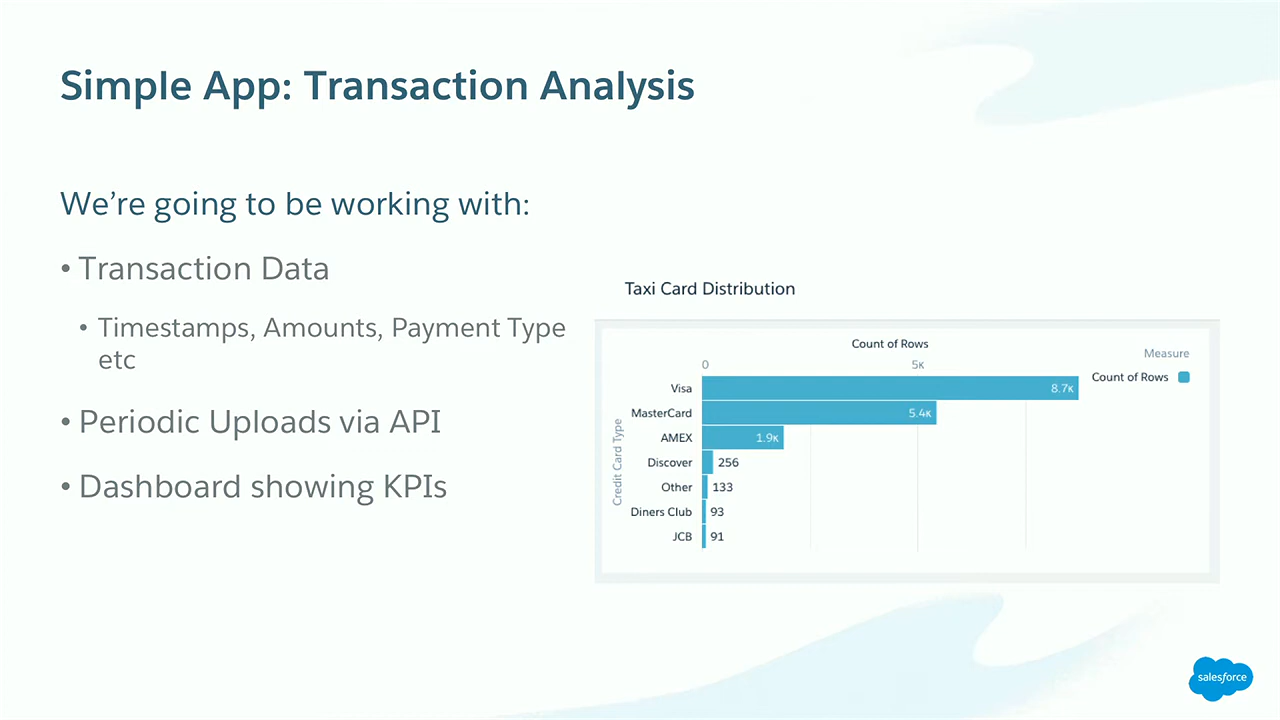 Simple App: Transaction Analysis
We're going to be working with:
• Transaction Data
• Timestamps, Amounts, Payment Type
etc
• Periodic Uploads via API
• Dashboard showing KPIs
Taxi Card Distribution
Count of Rows
0 5K
Measure
Count of Rows
Credit Card Type
Visa 8.7K
MasterCard 5.4K
AMEX 1.9K
Discover 256
Other 133
Diners Club 93
JCB 91
salesforce